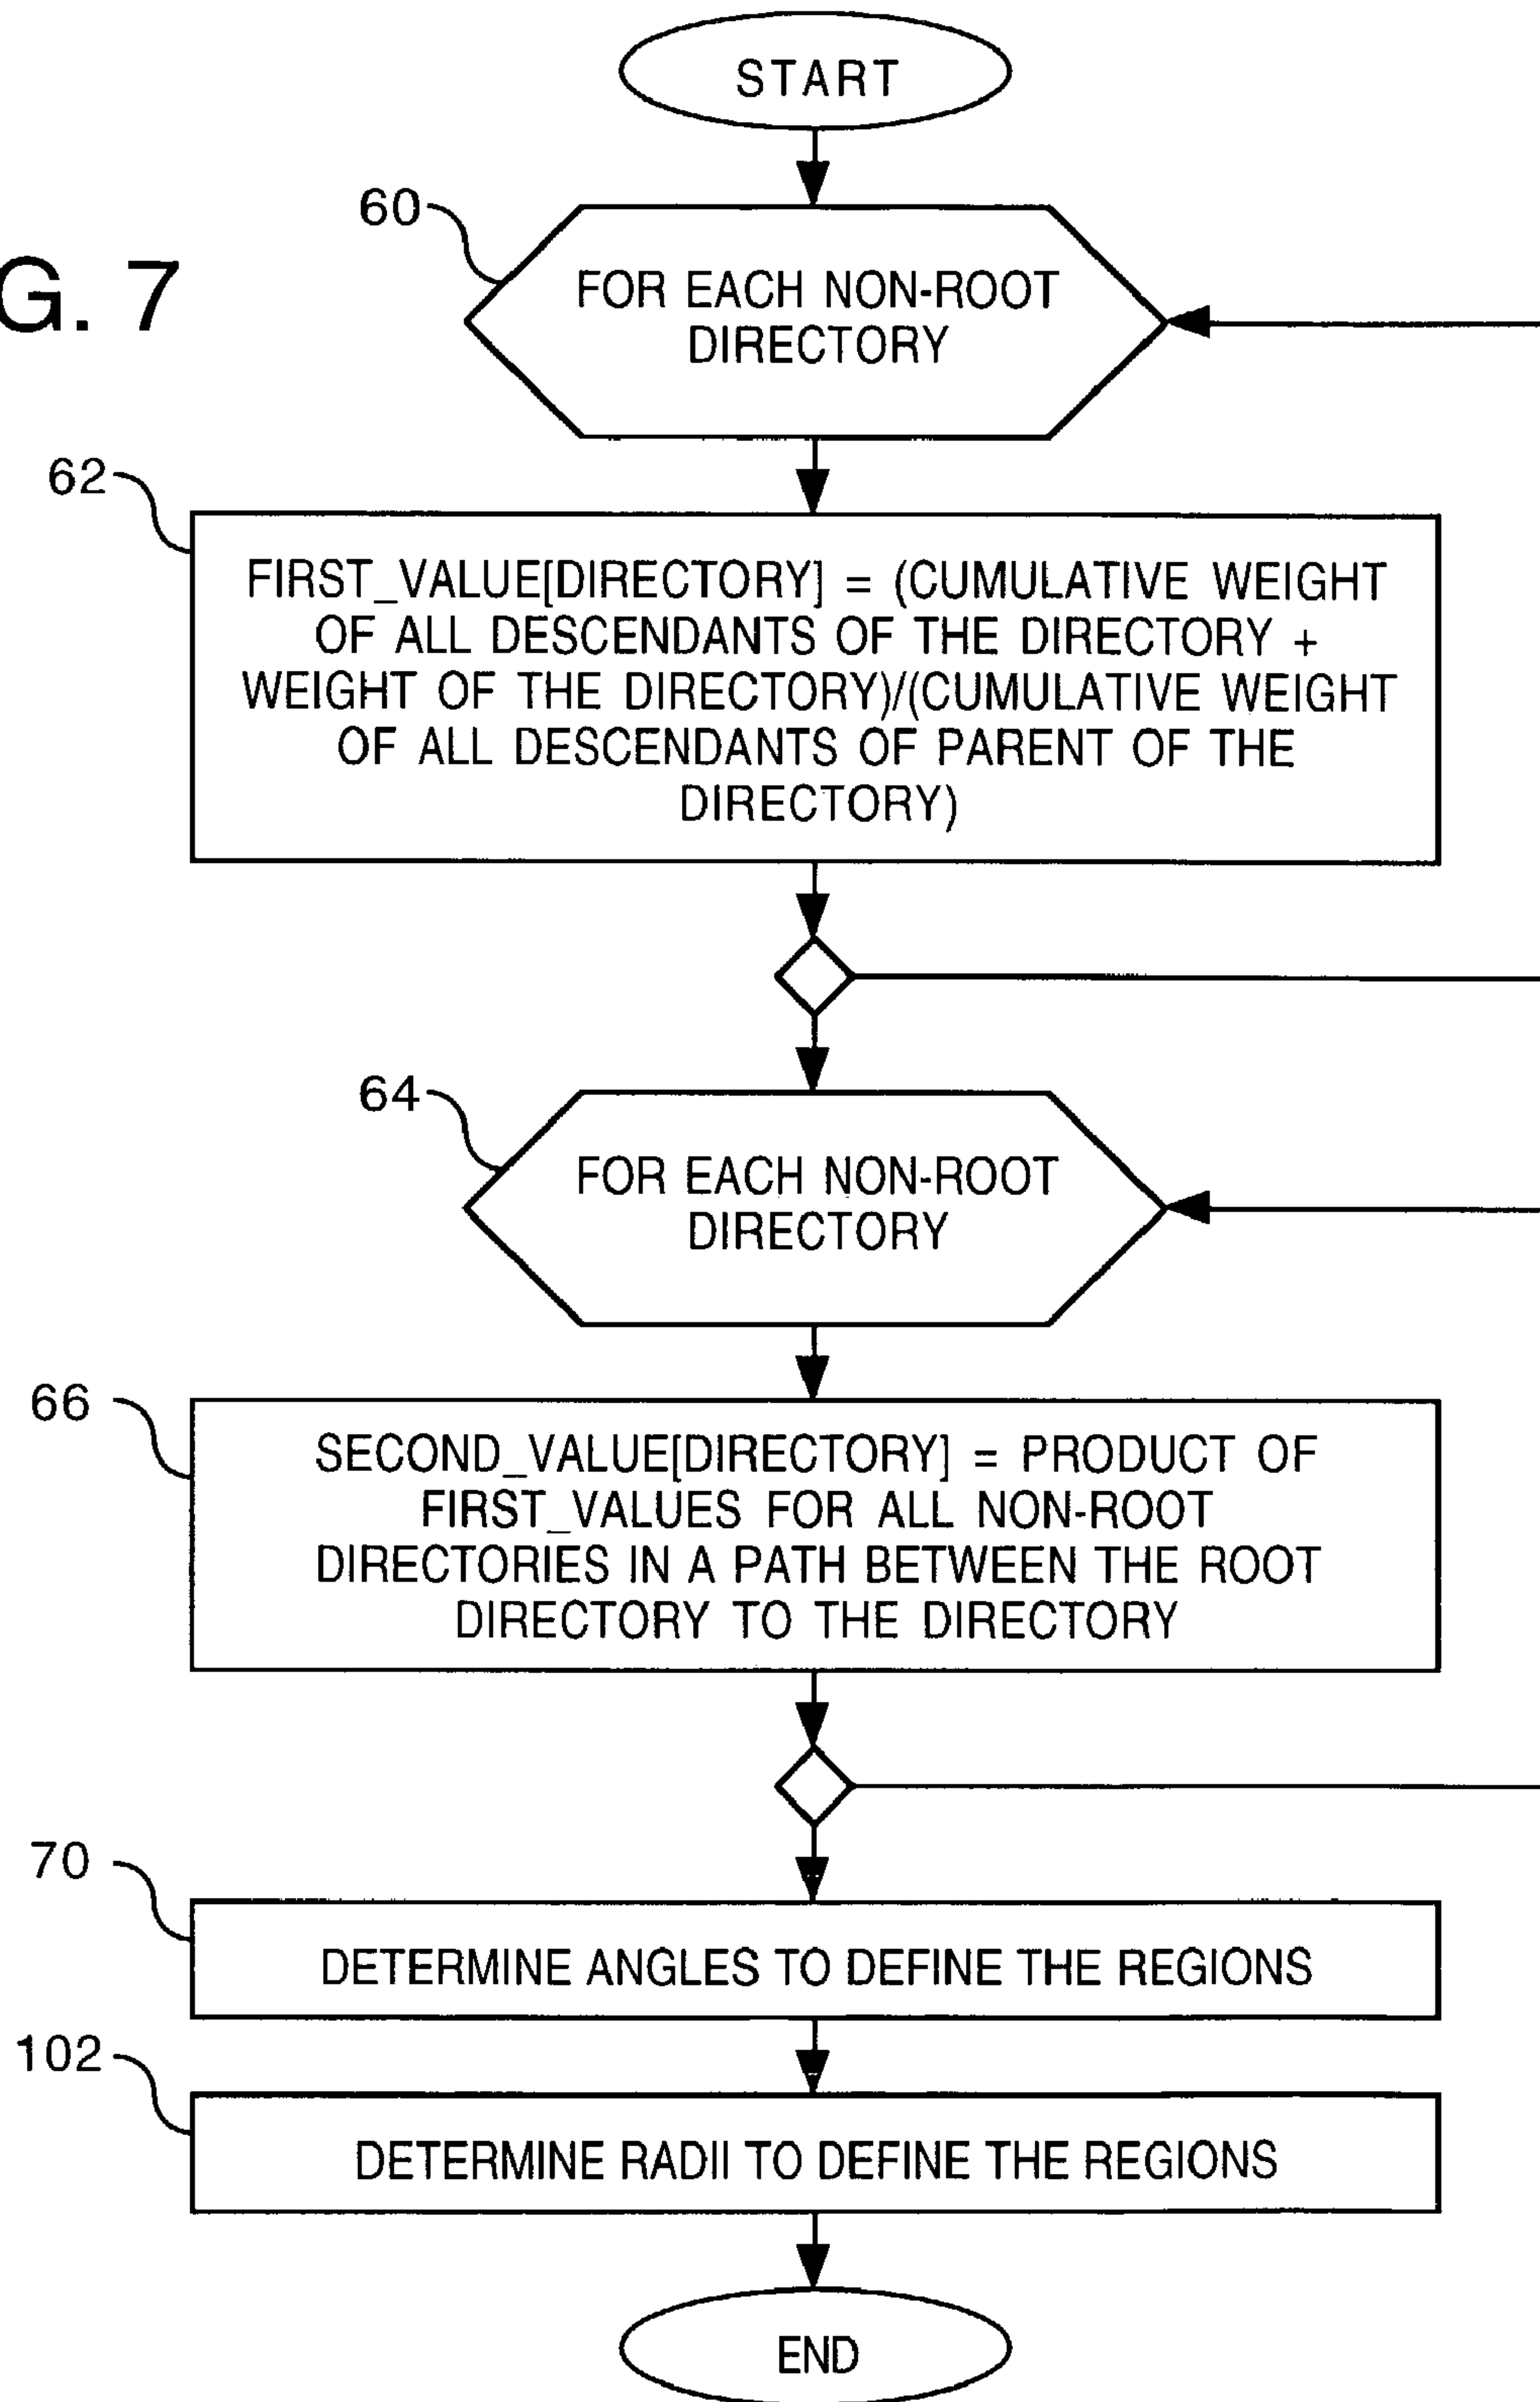 START
60
G. 7
FOR EACH NON-ROOT
DIRECTORY
62
FIRST_VALUE[DIRECTORY] = (CUMULATIVE WEIGHT
OF ALL DESCENDANTS OF THE DIRECTORY +
WEIGHT OF THE DIRECTORY)/(CUMULATIVE WEIGHT
OF ALL DESCENDANTS OF PARENT OF THE
DIRECTORY)
64
FOR EACH NON-ROOT
DIRECTORY
66
SECOND_VALUE[DIRECTORY] = PRODUCT OF
FIRST_VALUES FOR ALL NON-ROOT
DIRECTORIES IN A PATH BETWEEN THE ROOT
DIRECTORY TO THE DIRECTORY
70
DETERMINE ANGLES TO DEFINE THE REGIONS
102
DETERMINE RADII TO DEFINE THE REGIONS
END